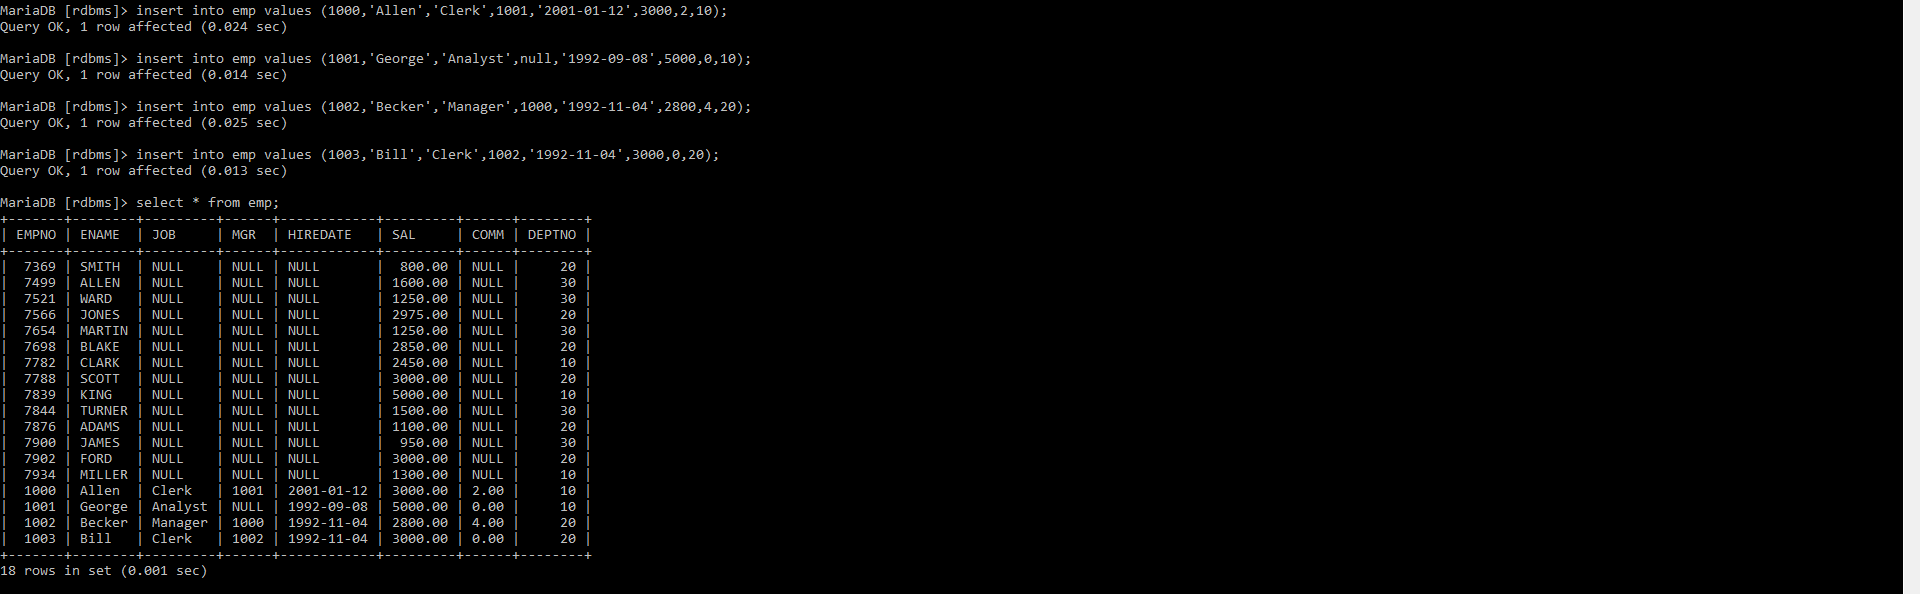 MariaDB [rdbms]> insert into emp values (1000,'Allen','Clerk',1001,'2001-01-12',3000,2,10);
Query OK, 1 row affected (0.024 sec)
MariaDB [rdbms]> insert into emp values (1001,'George','Analyst',null,'1992-09-08',5000,0,10);
Query OK, 1 row affected (0.014 sec)
MariaDB [rdbms]> insert into emp values (1002,'Becker','Manager',1000,'1992-11-04',2800,4,20);
Query OK, 1 row affected (0.025 sec)
MariaDB [rdbms]> insert into emp values (1003,'Bill','Clerk',1002,'1992-11-04',3000,0,20);
Query OK, 1 row affected (0.013 sec)
MariaDB [rdbms]> select * from emp;
+-------+--------+---------+------+------------+---------+------+--------+
| EMPNO | ENAME  | JOB     | MGR  | HIREDATE   | SAL     | COMM | DEPTNO |
+-------+--------+---------+------+------------+---------+------+--------+
|  7369 | SMITH  | NULL    | NULL | NULL       |  800.00 | NULL |     20 |
|  7499 | ALLEN  | NULL    | NULL | NULL       | 1600.00 | NULL |     30 |
|  7521 | WARD   | NULL    | NULL | NULL       | 1250.00 | NULL |     30 |
|  7566 | JONES  | NULL    | NULL | NULL       | 2975.00 | NULL |     20 |
|  7654 | MARTIN | NULL    | NULL | NULL       | 1250.00 | NULL |     30 |
|  7698 | BLAKE  | NULL    | NULL | NULL       | 2850.00 | NULL |     20 |
|  7782 | CLARK  | NULL    | NULL | NULL       | 2450.00 | NULL |     10 |
|  7788 | SCOTT  | NULL    | NULL | NULL       | 3000.00 | NULL |     20 |
|  7839 | KING   | NULL    | NULL | NULL       | 5000.00 | NULL |     10 |
|  7844 | TURNER | NULL    | NULL | NULL       | 1500.00 | NULL |     30 |
|  7876 | ADAMS  | NULL    | NULL | NULL       | 1100.00 | NULL |     20 |
|  7900 | JAMES  | NULL    | NULL | NULL       |  950.00 | NULL |     30 |
|  7902 | FORD   | NULL    | NULL | NULL       | 3000.00 | NULL |     20 |
|  7934 | MILLER | NULL    | NULL | NULL       | 1300.00 | NULL |     10 |
|  1000 | Allen  | Clerk   | 1001 | 2001-01-12 | 3000.00 | 2.00 |     10 |
|  1001 | George | Analyst | NULL | 1992-09-08 | 5000.00 | 0.00 |     10 |
|  1002 | Becker | Manager | 1000 | 1992-11-04 | 2800.00 | 4.00 |     20 |
|  1003 | Bill   | Clerk   | 1002 | 1992-11-04 | 3000.00 | 0.00 |     20 |
+-------+--------+---------+------+------------+---------+------+--------+
18 rows in set (0.001 sec)